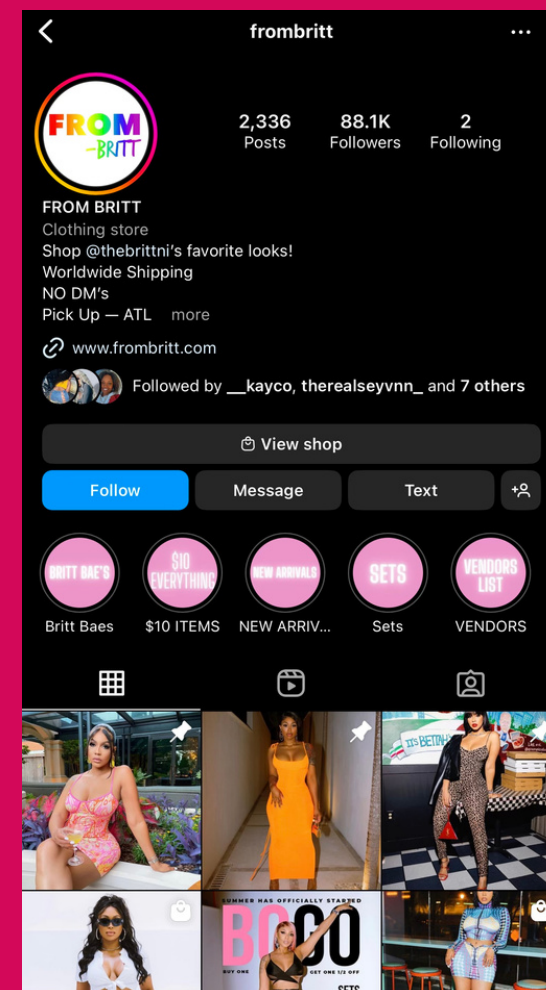 frombritt
FROM
-BRITT
2,336
Posts
88.1K
Followers
2
Following
FROM BRITT
Clothing store
Shop @thebrittni's favorite looks!
Worldwide Shipping
NO DM's
Pick Up — ATL more
www.frombritt.com
Followed by __kayco, therealseyvnn_ and 7 others
View shop
Follow
Message
Text
BRITT BAE'S
$10
EVERYTHING
NEW ARRIVALS
SETS
VENDORS
LIST
Britt Baes
$10 ITEMS
NEW ARRIV...
Sets
VENDORS
SUMMER HAS OFFICIALLY STARTED
BOGO
BUY ONE
GET ONE 1/2 OFF
SETS